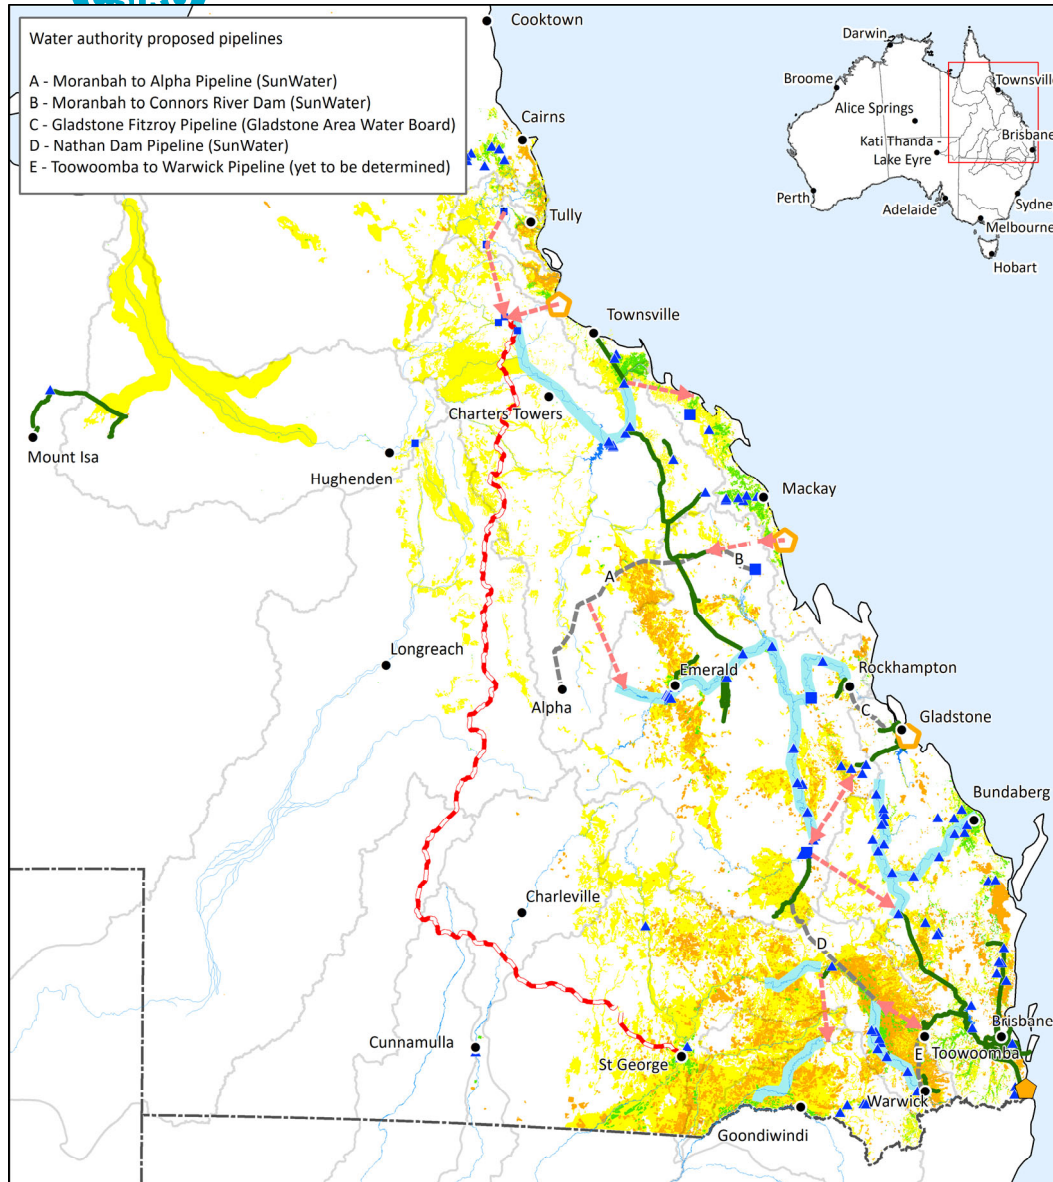 Water authority proposed pipelines
A - Moranbah to Alpha Pipeline (SunWater)
B - Moranbah to Connors River Dam (SunWater)
C - Gladstone Fitzroy Pipeline (Gladstone Area Water Board)
D - Nathan Dam Pipeline (SunWater)
E - Toowoomba to Warwick Pipeline (yet to be determined)
Cooktown
Cairns
Tully
Townsville
Charters Towers
Mount Isa
Hughenden
Mackay
A
B
Longreach
Alpha
Emerald
Rockhampton
C
Gladstone
Bundaberg
Charleville
D
Cunnamulla
St George
Brisbane
Toowoomba
E
Warwick
Goondiwindi
Darwin
Broome
Townsville
Alice Springs
Brisbane
Kati Thanda -
Lake Eyre
Perth
Adelaide
Sydne
Melbourne
Hobart